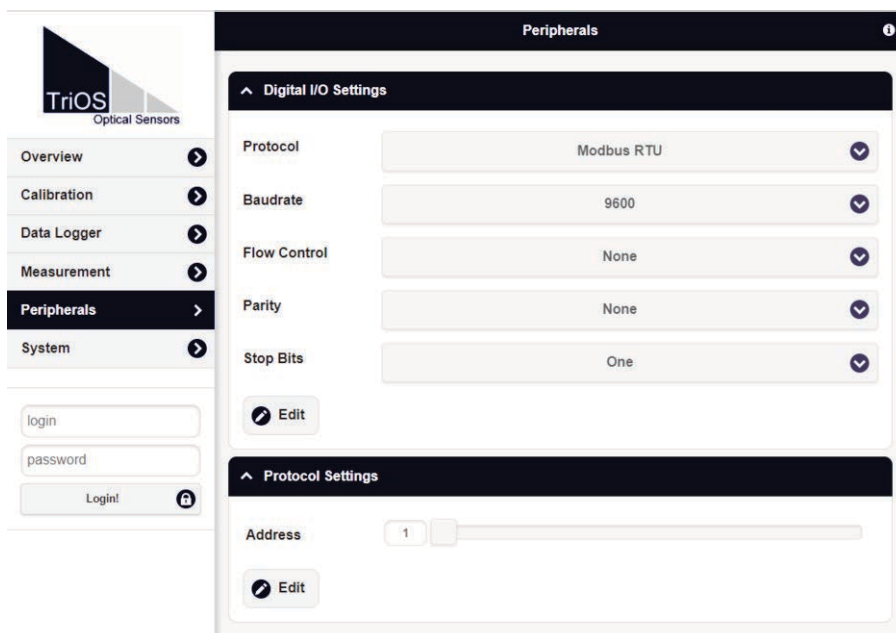 TriOS
Optical Sensors
Overview
Calibration
Data Logger
Measurement
Peripherals
System
login
password
Login!
Peripherals
Digital I/O Settings
Protocol Modbus RTU
Baudrate 9600
Flow Control None
Parity None
Stop Bits One
Edit
Protocol Settings
Address 1
Edit